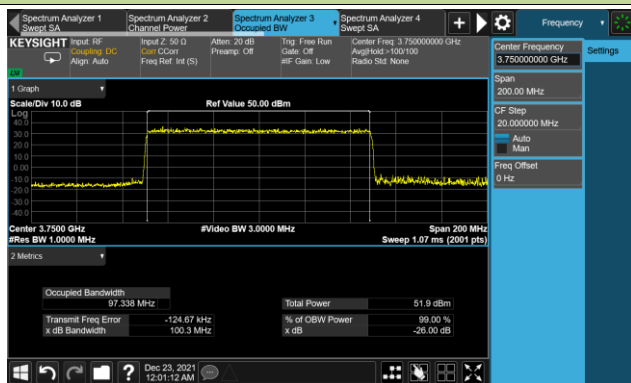 Spectrum Analyzer 1
Swept SA
Spectrum Analyzer 2
Channel Power
Spectrum Analyzer 3
Occupied BW
Spectrum Analyzer 4
Swept SA
Frequency
KEYSIGHT
Input: RF
Coupling: DC
Align: Auto
Input Z: 50 Ω
Corr CCorr
Freq Ref: Int (S)
Atten: 20 dB
Preamp: Off
Trig: Free Run
Gate: Off
#IF Gain: Low
Center Freq: 3.750000000 GHz
Avg|Hold:>100/100
Radio Std: None
Center Frequency
3.750000000 GHz
Settings
Span
200.00 MHz
CF Step
20.000000 MHz
Auto
Man
Freq Offset
0 Hz
1 Graph
Scale/Div 10.0 dB
Ref Value 50.00 dBm
Log
40.0
30.0
20.0
10.0
0.00
-10.0
-20.0
-30.0
-40.0
Center 3.7500 GHz
#Video BW 3.0000 MHz
Span 200 MHz
#Res BW 1.0000 MHz
Sweep 1.07 ms (2001 pts)
2 Metrics
Occupied Bandwidth
97.338 MHz
Total Power
51.9 dBm
Transmit Freq Error
-124.67 kHz
% of OBW Power
99.00 %
x dB Bandwidth
100.3 MHz
x dB
-26.00 dB
Dec 23, 2021
12:01:12 AM